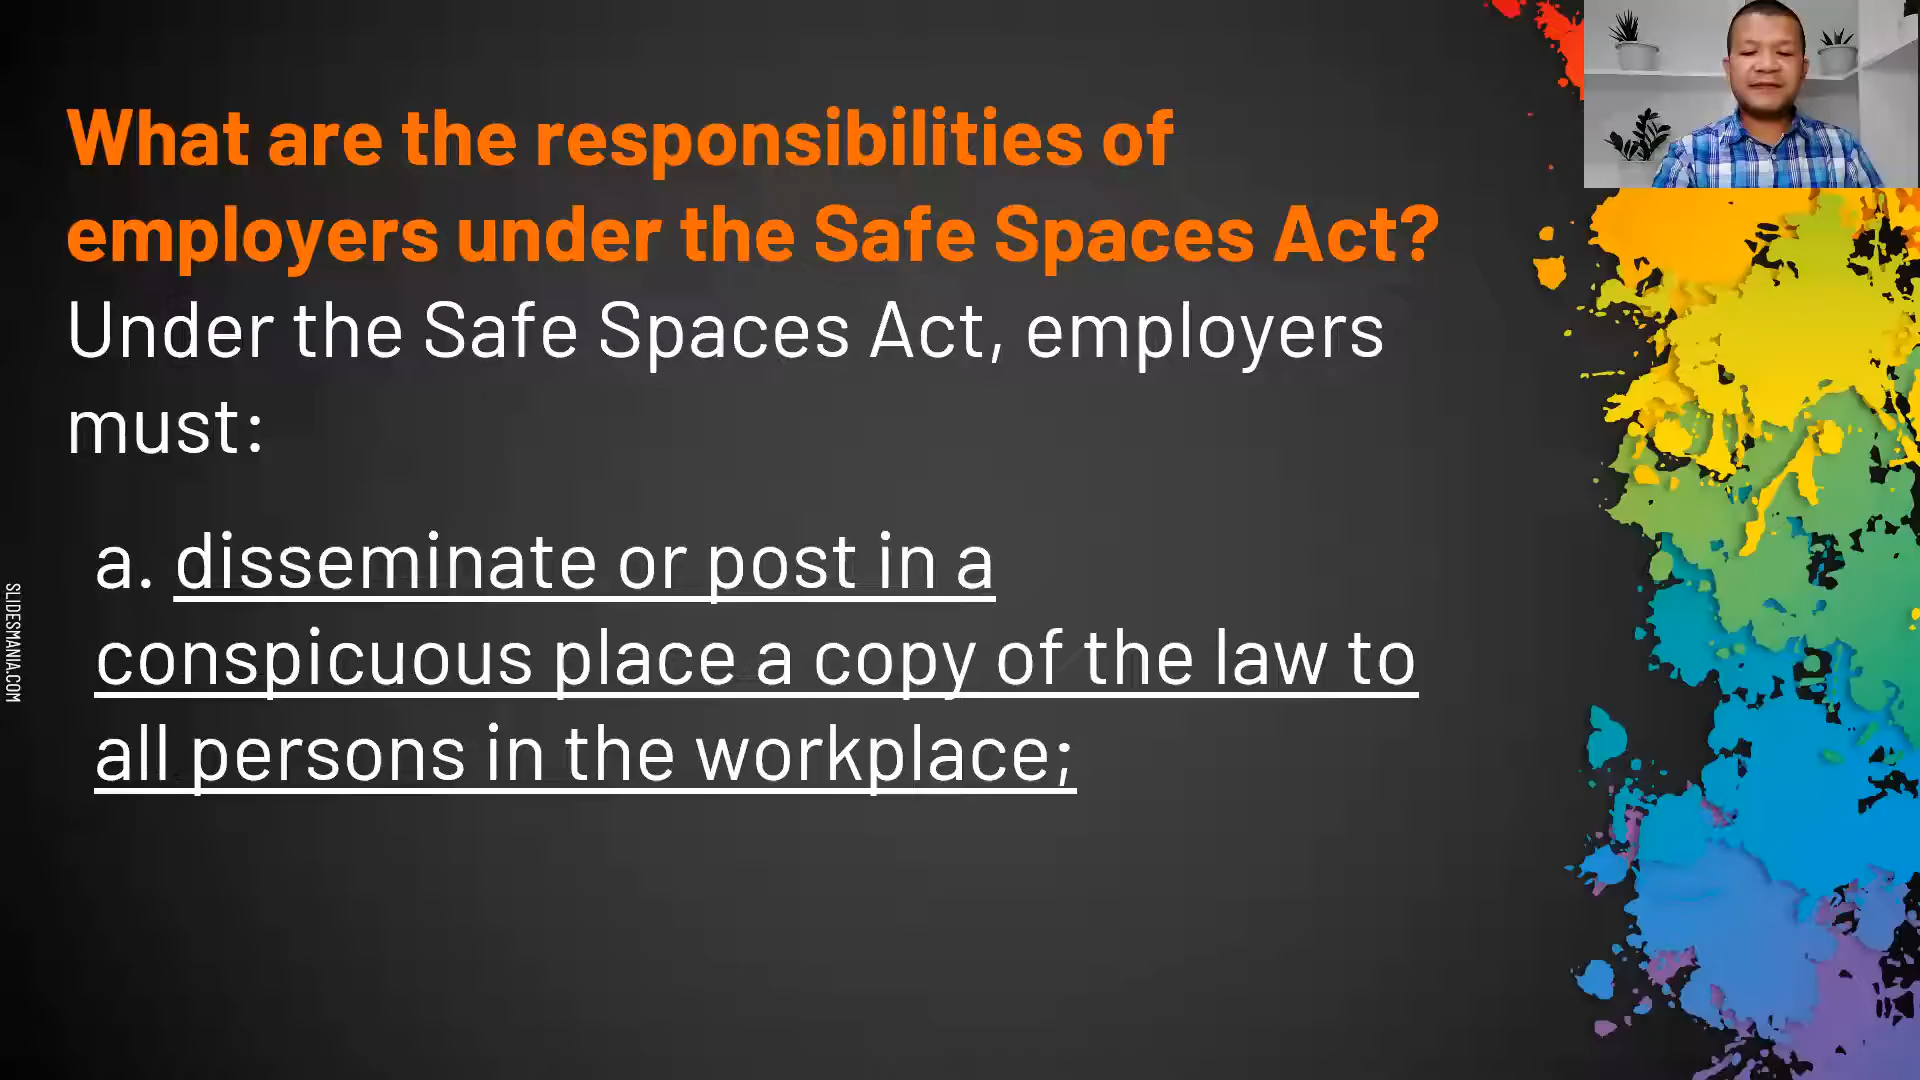 What are the responsibilities of
employers under the Safe Spaces Act?
Under the Safe Spaces Act, employers
must:
a. disseminate or post in a
conspicuous place a copy of the law to
all persons in the workplace;
SLIDESMANIA.COM